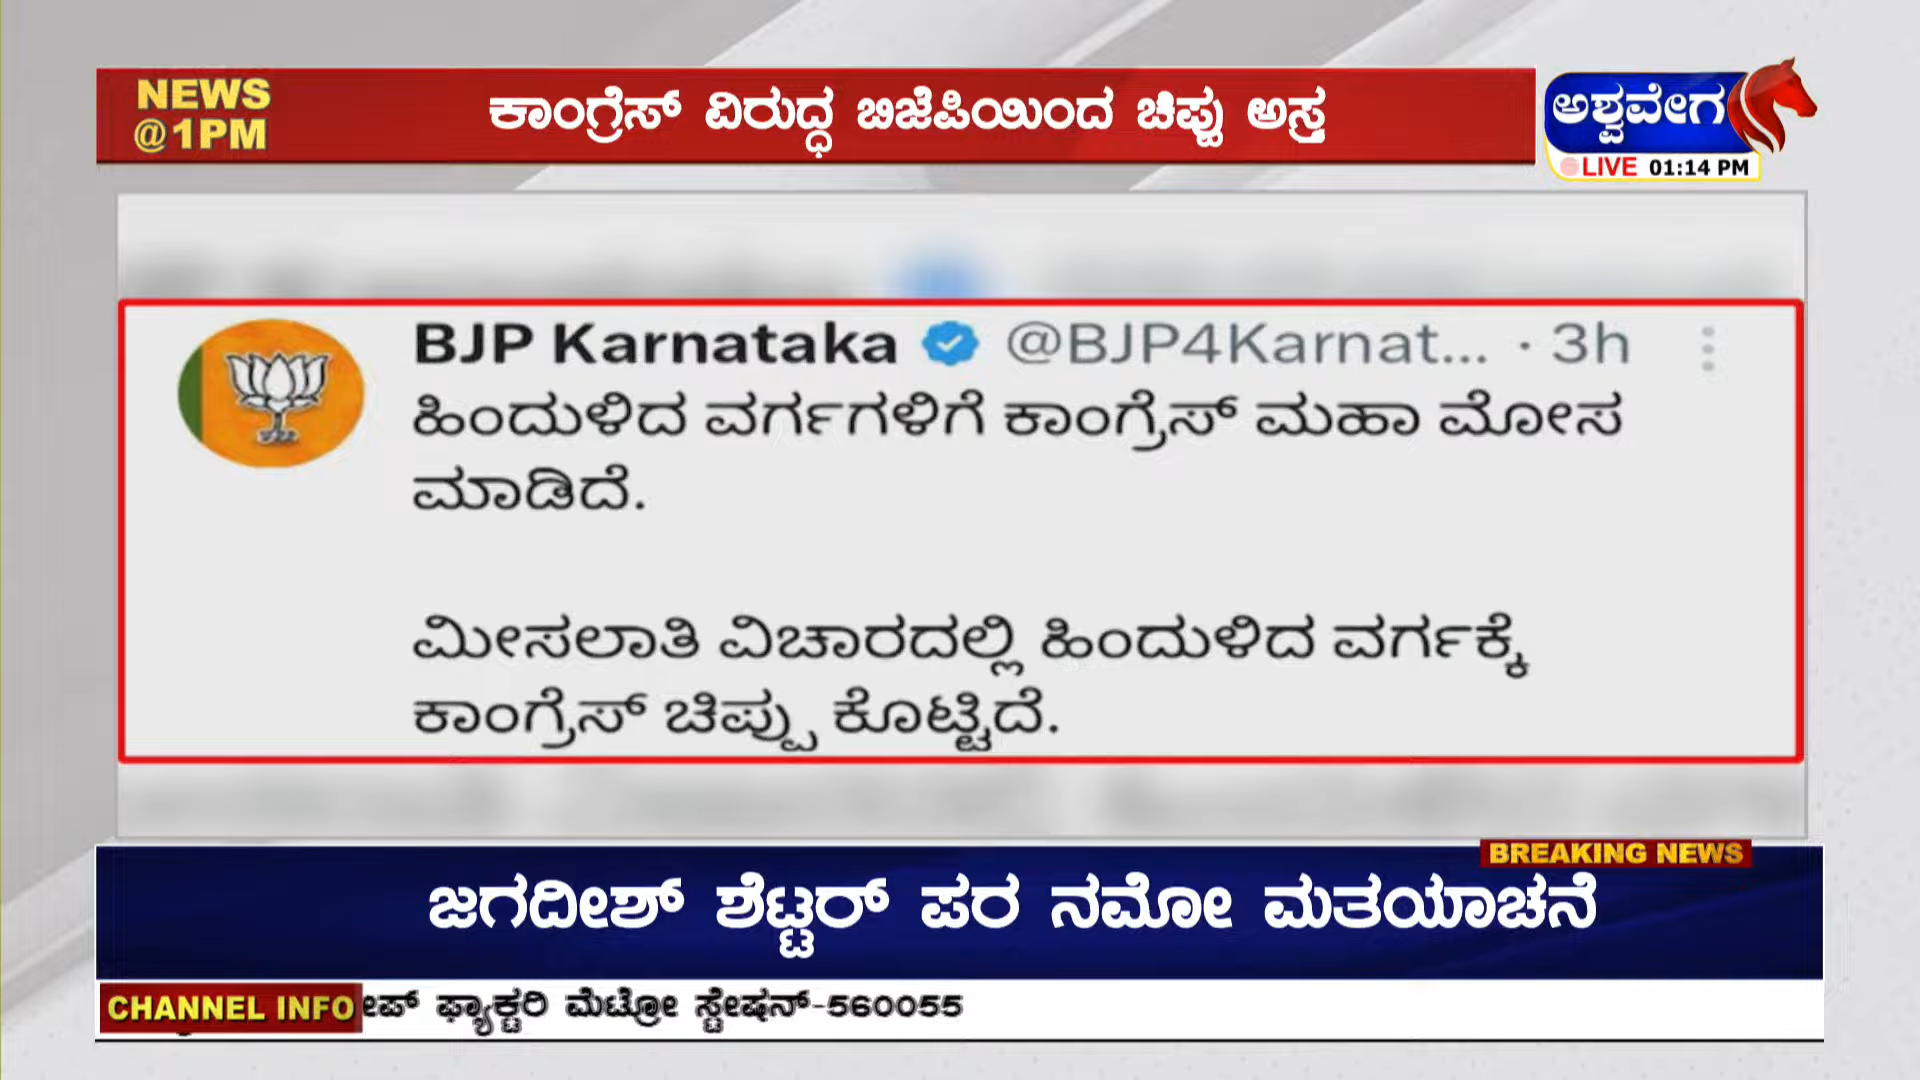 NEWS
@1PM
ಕಾಂಗ್ರೆಸ್ ವಿರುದ್ಧ ಬಿಜೆಪಿಯಿಂದ ಚಿಪ್ಪು ಅಸ್ತ್ರ
ಅಶ್ವವೇಗ
LIVE 01:14 PM
BJP Karnataka @BJP4Karnat... · 3h
ಹಿಂದುಳಿದ ವರ್ಗಗಳಿಗೆ ಕಾಂಗ್ರೆಸ್ ಮಹಾ ಮೋಸ
ಮಾಡಿದೆ.
ಮೀಸಲಾತಿ ವಿಚಾರದಲ್ಲಿ ಹಿಂದುಳಿದ ವರ್ಗಕ್ಕೆ
ಕಾಂಗ್ರೆಸ್ ಚಿಪ್ಪು ಕೊಟ್ಟಿದೆ.
BREAKING NEWS
ಜಗದೀಶ್ ಶೆಟ್ಟರ್ ಪರ ನಮೋ ಮತಯಾಚನೆ
CHANNEL INFO ಫ್ಯಾಕ್ಟರಿ ಮೆಟ್ರೋ ಸ್ಟೇಷನ್-560055